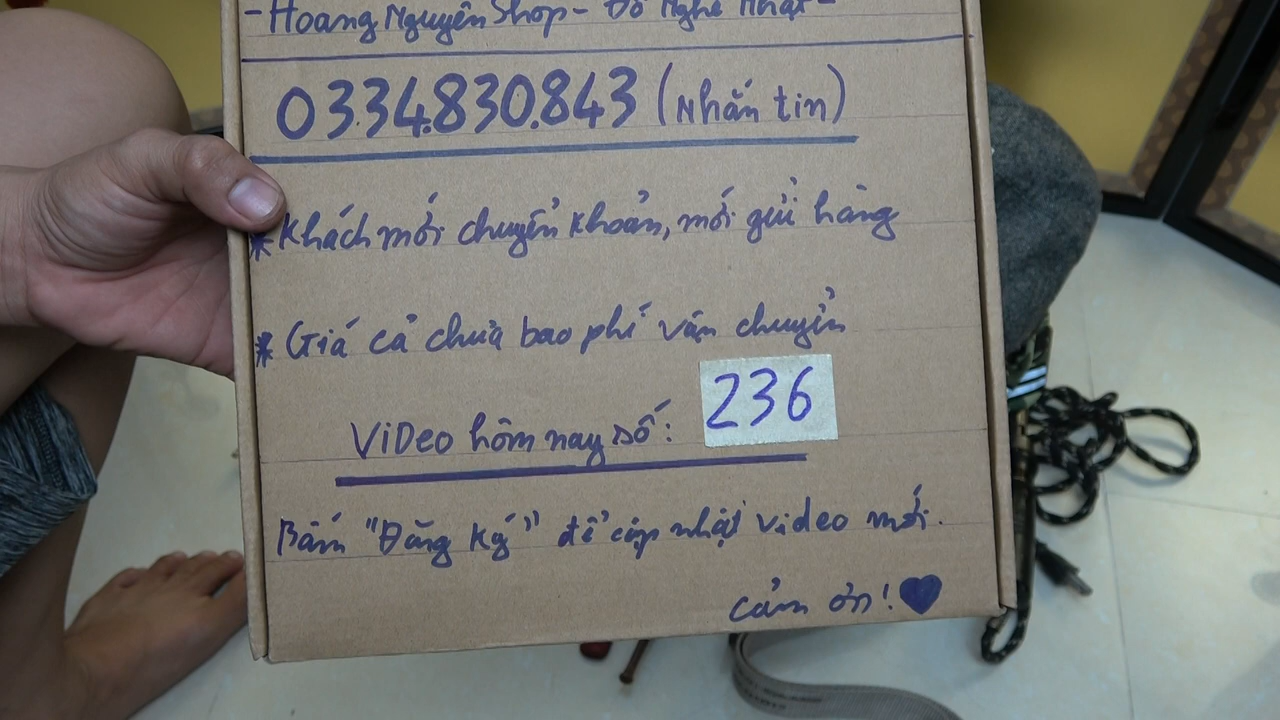 - Hoàng Nguyên Shop - Đồ Nghề Nhật -
0334.830.843 (Nhắn tin)
* Khách mới chuyển khoản, mới gửi hàng
* Giá cả chưa bao phí vận chuyển
Video hôm nay số: 236
Bấm "Đăng ký" để cập nhật video mới.
cảm ơn!